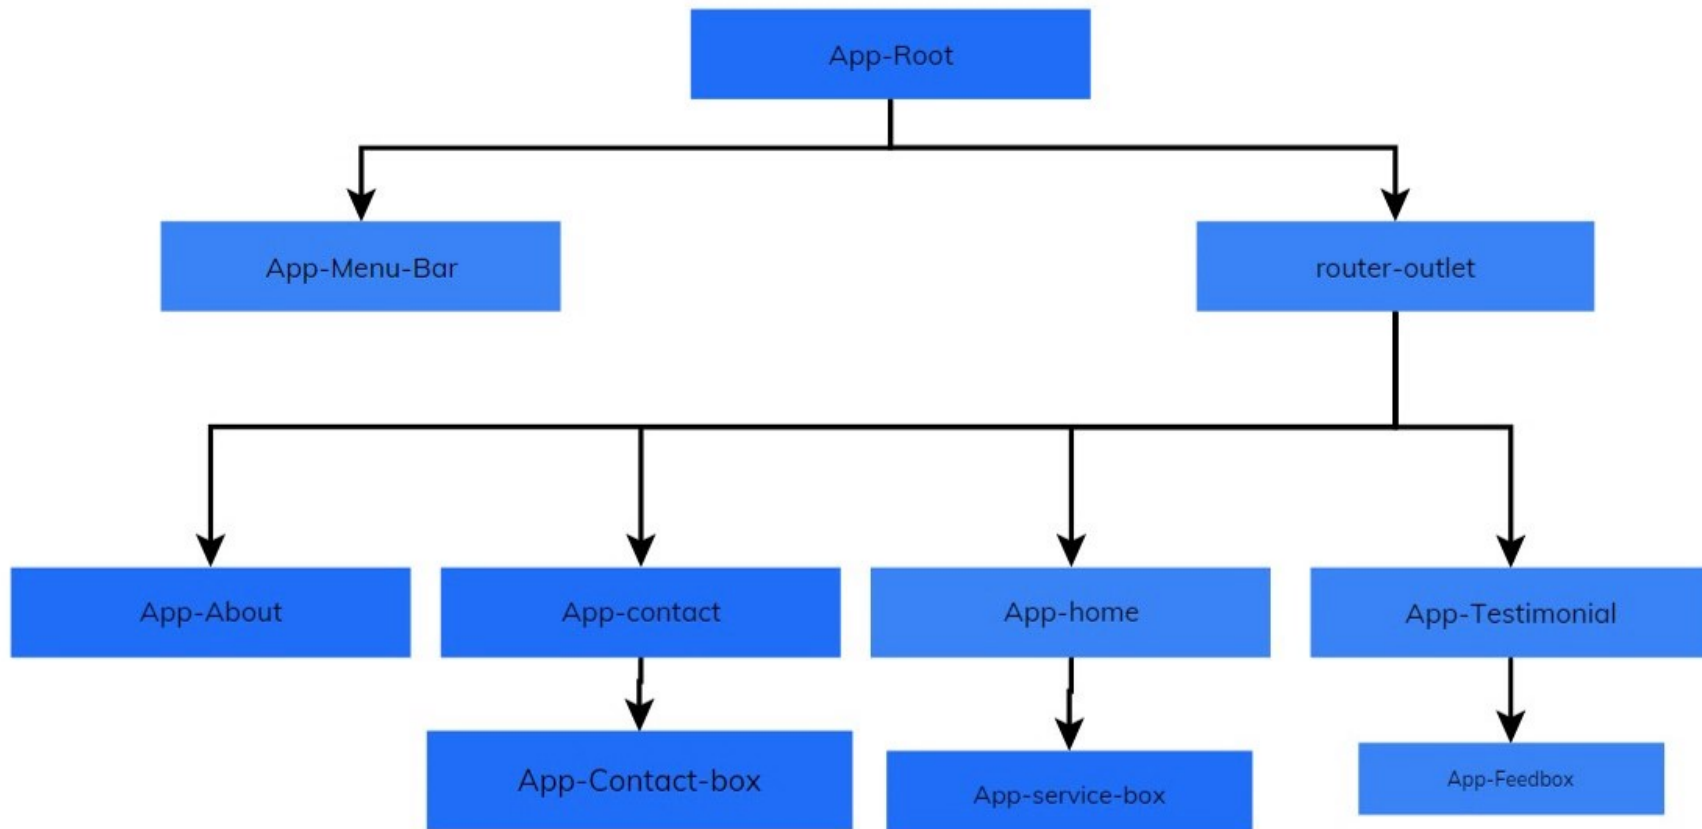 App-Root
App-Menu-Bar
router-outlet
App-About
App-contact
App-home
App-Testimonial
App-Contact-box
App-service-box
App-Feedbox